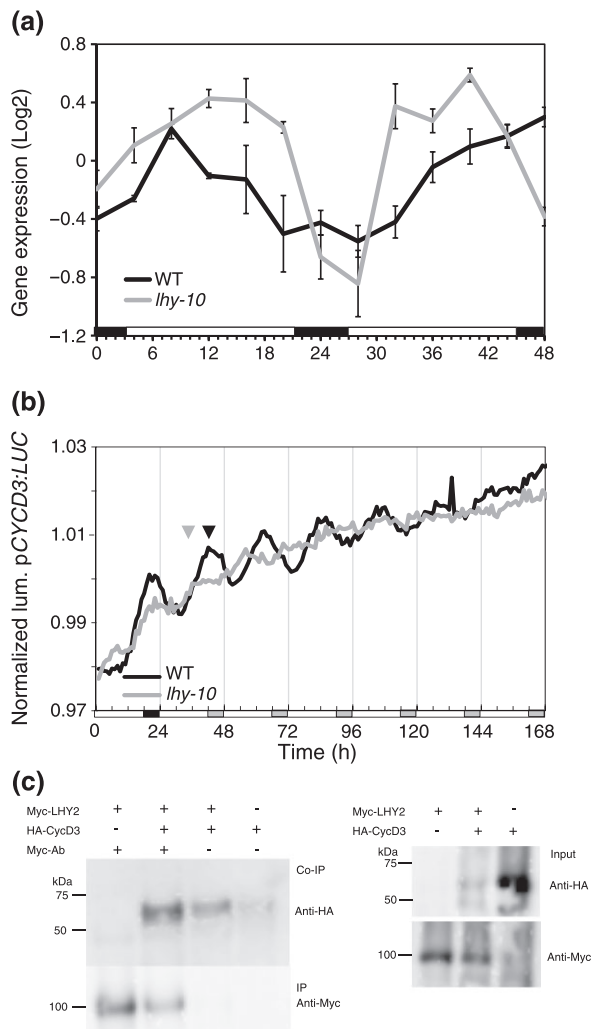 (a)
Gene expression (Log2)
0.8
0.4
0
−0.4
−0.8
−1.2
WT
lhy-10
0 6 12 18 24 30 36 42 48
(b)
Normalized lum. pCYCD3:LUC
1.03
1.01
0.99
0.97
WT
lhy-10
0 24 48 72 96 120 144 168
Time (h)
(c)
Myc-LHY2 + + + -
HA-CycD3 - + + +
Myc-Ab + + - -
kDa
75
50
100
Co-IP
Anti-HA
IP
Anti-Myc
Myc-LHY2 + + -
HA-CycD3 - + +
kDa
75
50
100
Input
Anti-HA
Anti-Myc